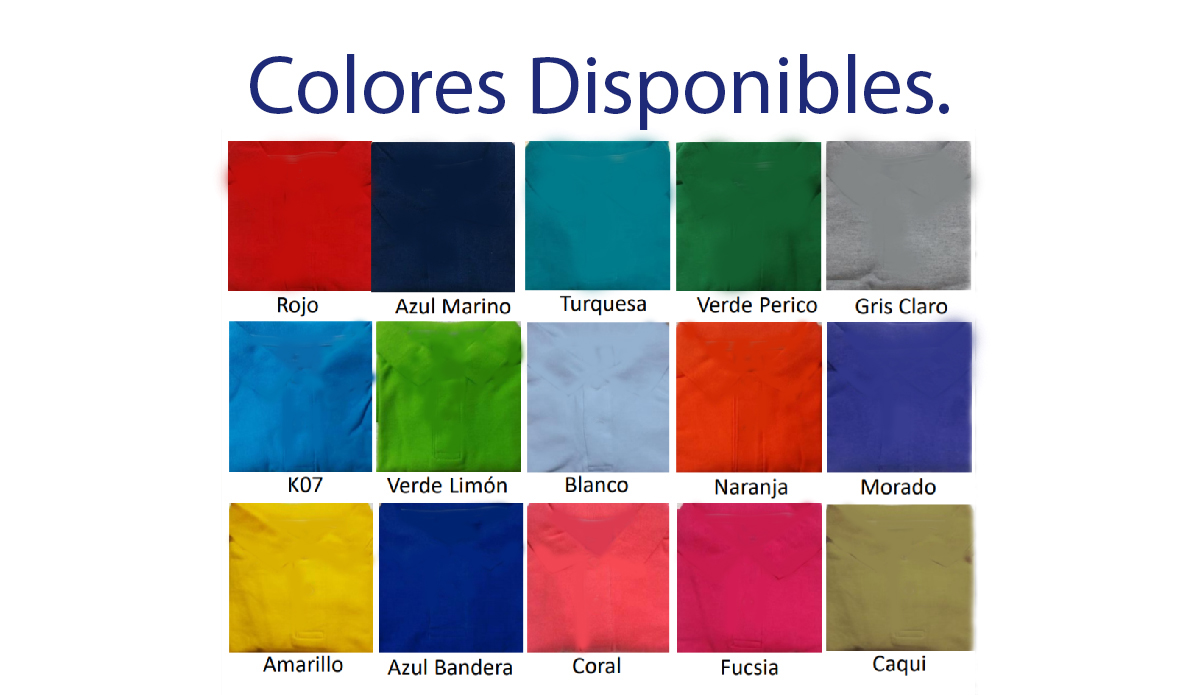 Colores Disponibles.
Rojo
Azul Marino
Turquesa
Verde Perico
Gris Claro
K07
Verde Limón
Blanco
Naranja
Morado
Amarillo
Azul Bandera
Coral
Fucsia
Caqui